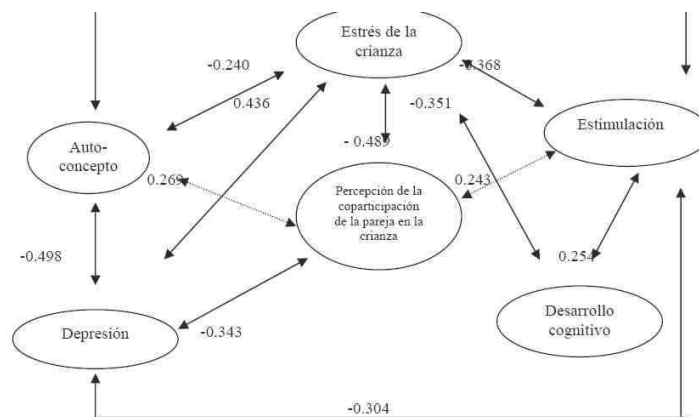 Estrés de la
crianza
-0.240
-0.368
0.436
-0.351
Estimulación
Auto-
concepto
- 0.489
0.269
Percepción de la
coparticipación
de la pareja en la
crianza
0.243
-0.498
0.254
Desarrollo
cognitivo
Depresión
-0.343
-0.304